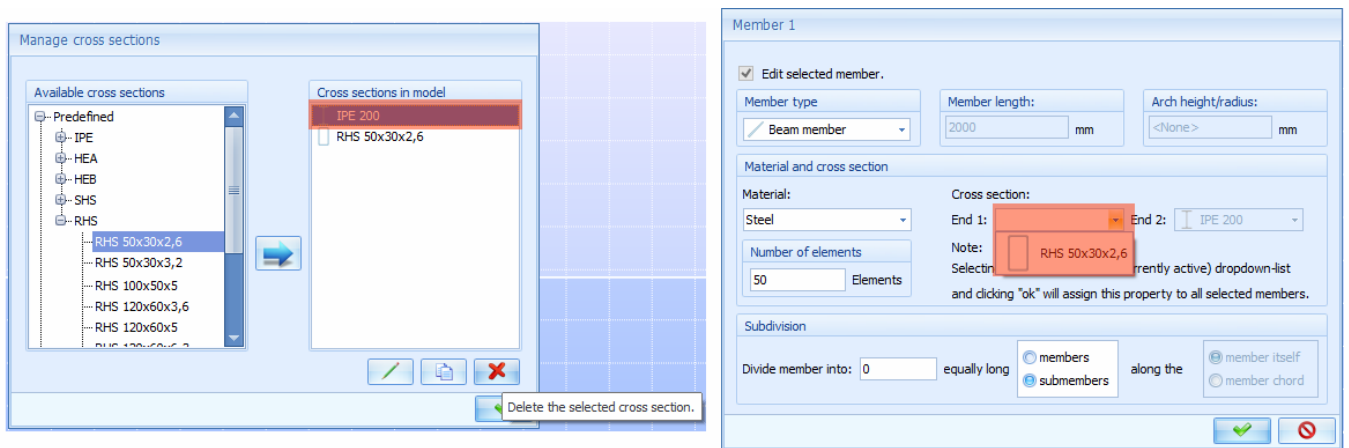 Manage cross sections
Available cross sections
Predefined
IPE
HEA
HEB
SHS
RHS
RHS 50x30x2,6
RHS 50x30x3,2
RHS 100x50x5
RHS 120x60x3,6
RHS 120x60x5
Cross sections in model
IPE 200
RHS 50x30x2,6
Delete the selected cross section.
Member 1
Edit selected member.
Member type
Beam member
Member length:
2000 mm
Arch height/radius:
<None> mm
Material and cross section
Material:
Steel
Cross section:
End 1:
End 2: IPE 200
RHS 50x30x2,6
Number of elements
50 Elements
Note:
active) dropdown-list
and clicking "ok" will assign this property to all selected members.
Subdivision
Divide member into: 0 equally long
members
submembers
along the
member itself
member chord